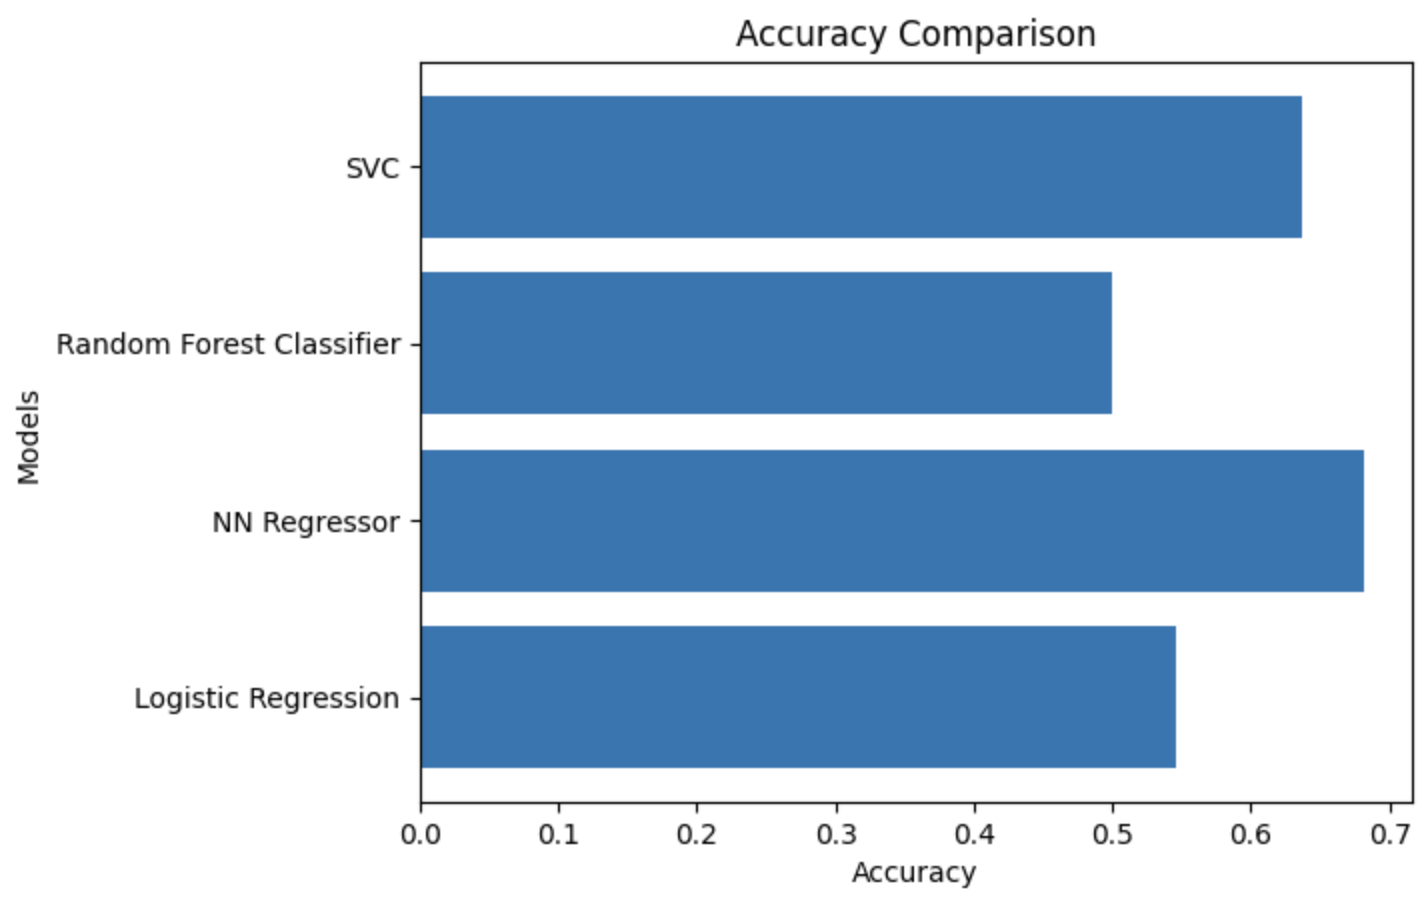 Accuracy Comparison
SVC
Random Forest Classifier
NN Regressor
Logistic Regression
Models
0.0 0.1 0.2 0.3 0.4 0.5 0.6 0.7
Accuracy